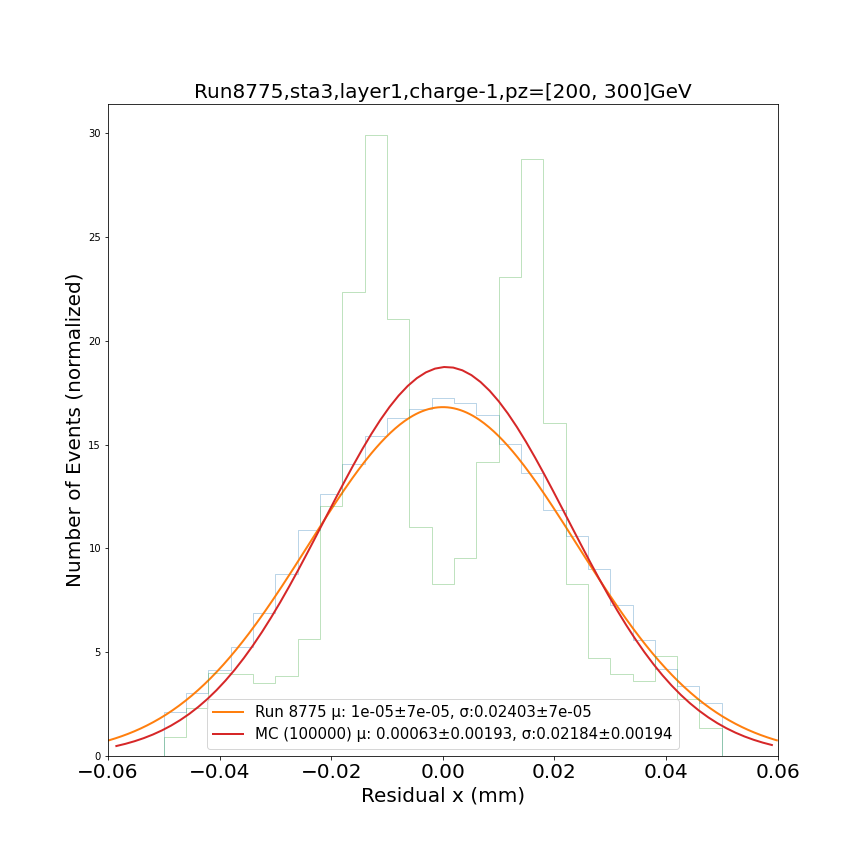 Run8775,sta3,layer1,charge-1,pz=[200, 300]GeV
Number of Events (normalized)
30
25
20
15
10
5
0
Run 8775 μ: 1e-05±7e-05, σ:0.02403±7e-05
MC (100000) μ: 0.00063±0.00193, σ:0.02184±0.00194
−0.06 −0.04 −0.02 0.00 0.02 0.04 0.06
Residual x (mm)